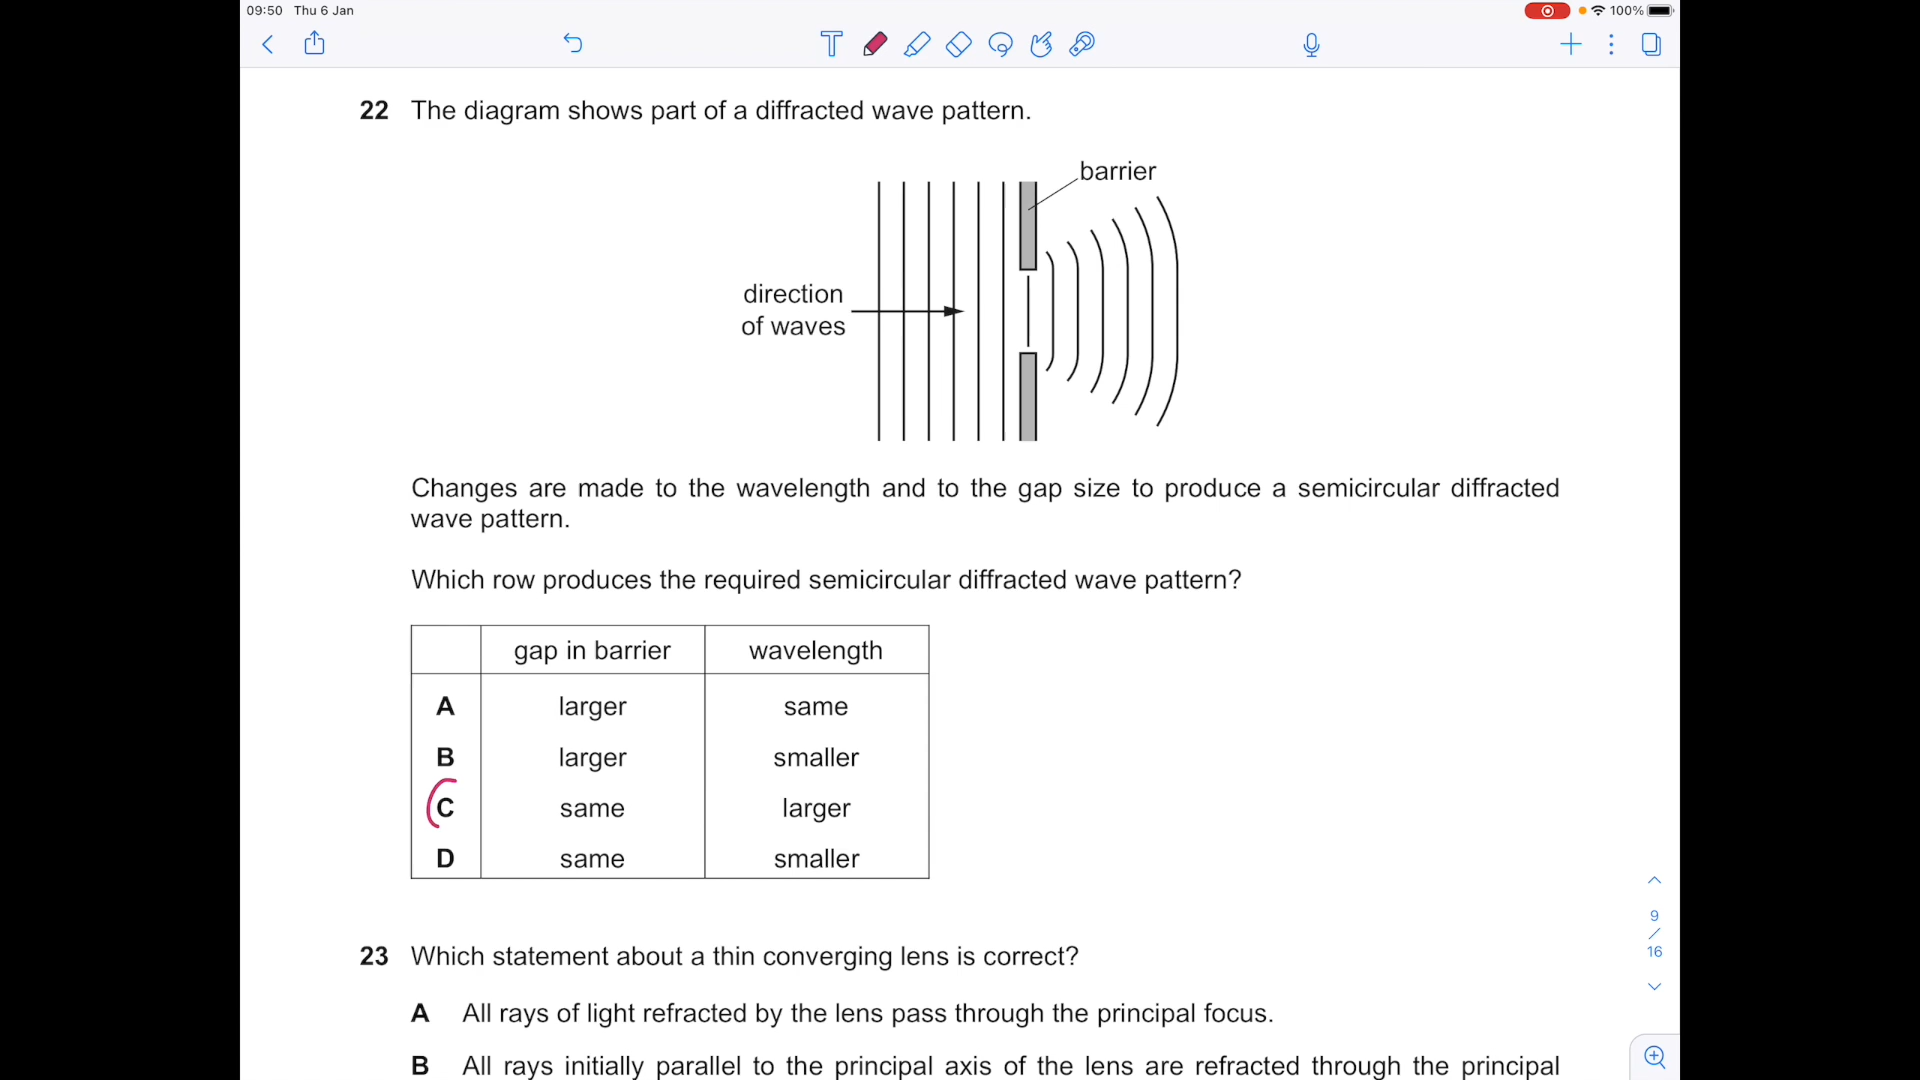 09:50 Thu 6 Jan
100%
22 The diagram shows part of a diffracted wave pattern.
barrier
direction
of waves
Changes are made to the wavelength and to the gap size to produce a semicircular diffracted
wave pattern.
Which row produces the required semicircular diffracted wave pattern?
gap in barrier wavelength
A larger same
B larger smaller
C same larger
D same smaller
23 Which statement about a thin converging lens is correct?
A All rays of light refracted by the lens pass through the principal focus.
B All rays initially parallel to the principal axis of the lens are refracted through the principal
9
/
16